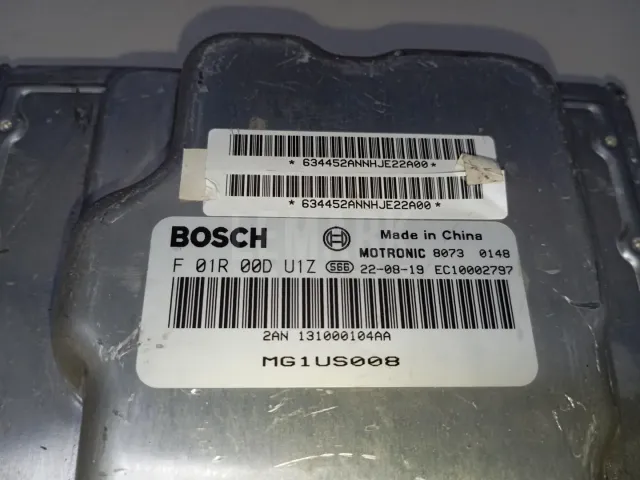 * 634452ANNHJE22A00 *
* 634452ANNHJE22A00 *
BOSCH
Made in China
MOTRONIC 8073 0148
F 01R 00D U1Z 566 22-08-19 EC10002797
2AN 131000104AA
MG1US008